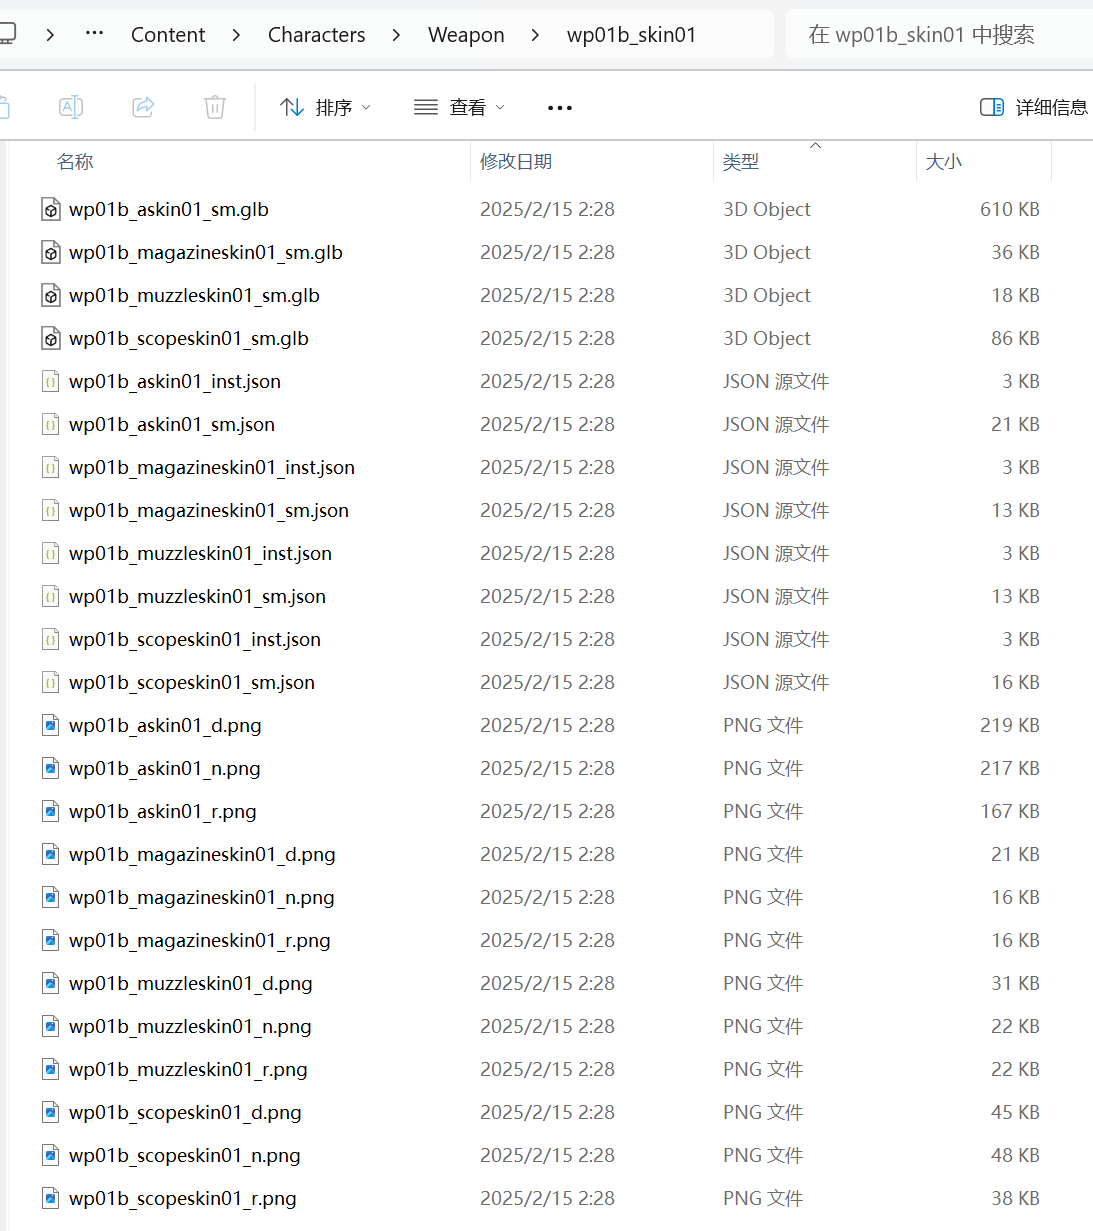 ··· Content Characters Weapon wp01b_skin01 在 wp01b_skin01 中搜索
排序 查看 ··· 详细信息
名称 修改日期 类型 大小
wp01b_askin01_sm.glb 2025/2/15 2:28 3D Object 610 KB
wp01b_magazineskin01_sm.glb 2025/2/15 2:28 3D Object 36 KB
wp01b_muzzleskin01_sm.glb 2025/2/15 2:28 3D Object 18 KB
wp01b_scopeskin01_sm.glb 2025/2/15 2:28 3D Object 86 KB
wp01b_askin01_inst.json 2025/2/15 2:28 JSON 源文件 3 KB
wp01b_askin01_sm.json 2025/2/15 2:28 JSON 源文件 21 KB
wp01b_magazineskin01_inst.json 2025/2/15 2:28 JSON 源文件 3 KB
wp01b_magazineskin01_sm.json 2025/2/15 2:28 JSON 源文件 13 KB
wp01b_muzzleskin01_inst.json 2025/2/15 2:28 JSON 源文件 3 KB
wp01b_muzzleskin01_sm.json 2025/2/15 2:28 JSON 源文件 13 KB
wp01b_scopeskin01_inst.json 2025/2/15 2:28 JSON 源文件 3 KB
wp01b_scopeskin01_sm.json 2025/2/15 2:28 JSON 源文件 16 KB
wp01b_askin01_d.png 2025/2/15 2:28 PNG 文件 219 KB
wp01b_askin01_n.png 2025/2/15 2:28 PNG 文件 217 KB
wp01b_askin01_r.png 2025/2/15 2:28 PNG 文件 167 KB
wp01b_magazineskin01_d.png 2025/2/15 2:28 PNG 文件 21 KB
wp01b_magazineskin01_n.png 2025/2/15 2:28 PNG 文件 16 KB
wp01b_magazineskin01_r.png 2025/2/15 2:28 PNG 文件 16 KB
wp01b_muzzleskin01_d.png 2025/2/15 2:28 PNG 文件 31 KB
wp01b_muzzleskin01_n.png 2025/2/15 2:28 PNG 文件 22 KB
wp01b_muzzleskin01_r.png 2025/2/15 2:28 PNG 文件 22 KB
wp01b_scopeskin01_d.png 2025/2/15 2:28 PNG 文件 45 KB
wp01b_scopeskin01_n.png 2025/2/15 2:28 PNG 文件 48 KB
wp01b_scopeskin01_r.png 2025/2/15 2:28 PNG 文件 38 KB